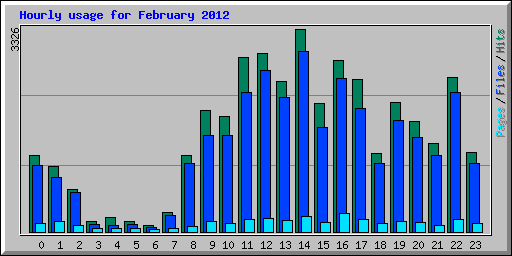 Hourly usage for February 2012
3326
Pages/Files/Hits
0 1 2 3 4 5 6 7 8 9 10 11 12 13 14 15 16 17 18 19 20 21 22 23